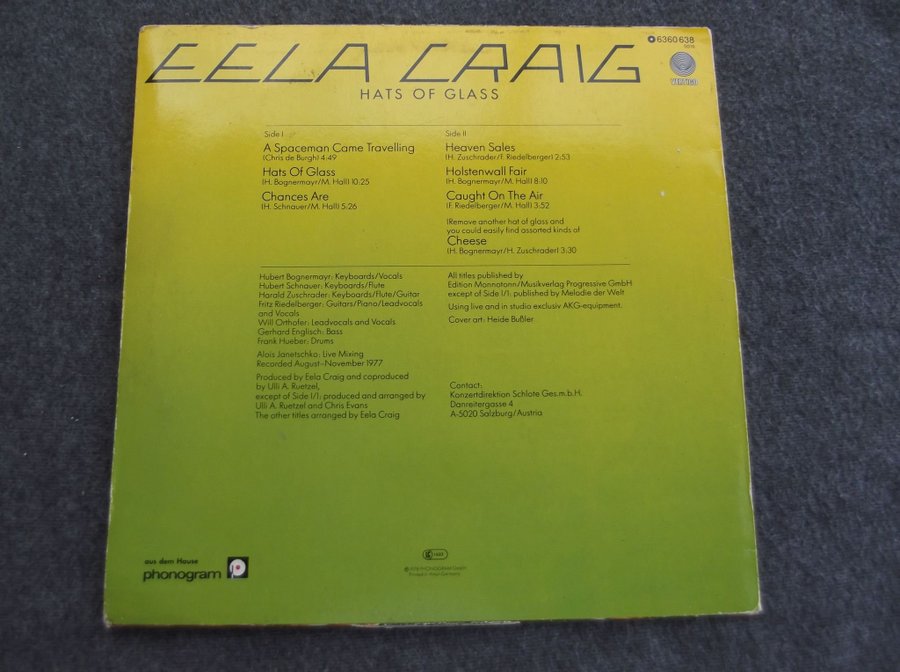 EELA CRAIG
HATS OF GLASS
6360 638
VERTIGO
Side I
A Spaceman Came Travelling
(Chris de Burgh) 4:49
Hats Of Glass
(H. Bognermayr/M. Hall) 10:25
Chances Are
(H. Schnauer/M. Hall) 5:26
Side II
Heaven Sales
(H. Zuschrader/F. Riedelberger) 2:53
Holstenwall Fair
(H. Bognermayr/M. Hall) 8:10
Caught On The Air
(F. Riedelberger/M. Hall) 3:52
(Remove another hat of glass and
you could easily find assorted kinds of
Cheese
(H. Bognermayr/H. Zuschrader) 3:30
Hubert Bognermayr: Keyboards/Vocals
Hubert Schnauer: Keyboards/Flute
Harald Zuschrader: Keyboards/Flute/Guitar
Fritz Riedelberger: Guitars/Piano/Leadvocals
and Vocals
Will Orthofer: Leadvocals and Vocals
Gerhard Englisch: Bass
Frank Hueber: Drums
Alois Janetschko: Live Mixing
Recorded August–November 1977
Produced by Eela Craig and coproduced
by Ulli A. Ruetzel,
except of Side I/1: produced and arranged by
Ulli A. Ruetzel and Chris Evans
The other titles arranged by Eela Craig
All titles published by
Edition Monnotonn/Musikverlag Progressive GmbH
except of Side I/1: published by Melodie der Welt
Using live and in studio exclusiv AKG-equipment.
Cover art: Heide Bußler
Contact:
Konzertdirektion Schlote Ges.m.b.H.
Danreitergasse 4
A-5020 Salzburg/Austria
aus dem Hause
phonogram
℗ 1978 PHONOGRAM GmbH
Printed in West-Germany